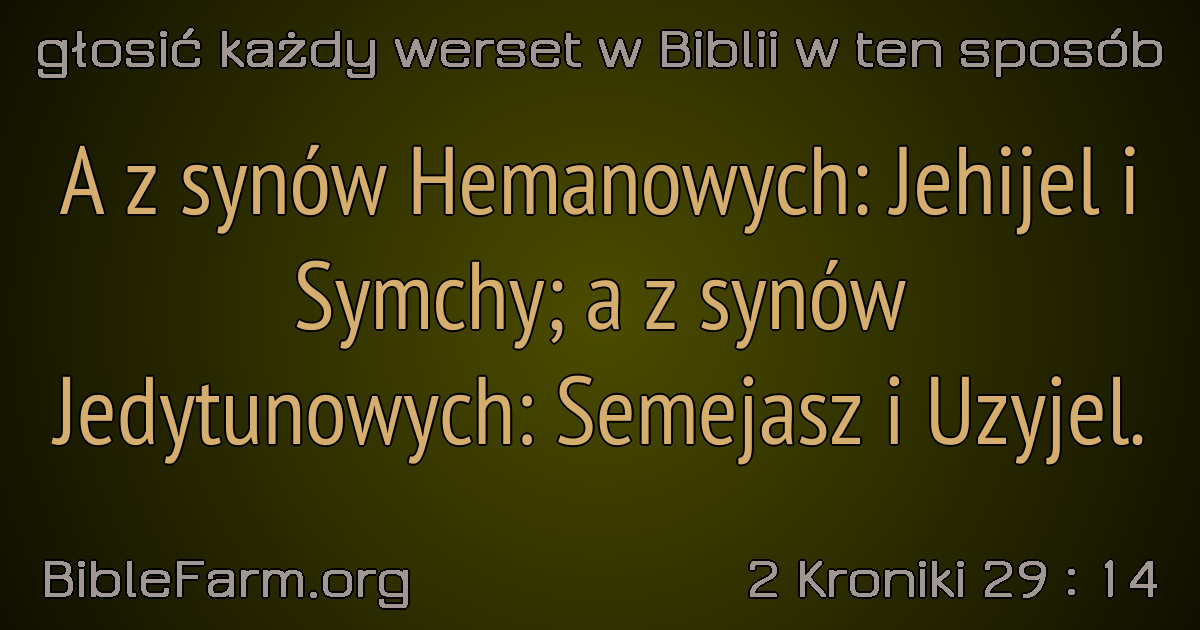 głosić każdy werset w Biblii w ten sposób
A z synów Hemanowych: Jehijel i
Symchy; a z synów
Jedytunowych: Semejasz i Uzyjel.
BibleFarm.org
2 Kroniki 29 : 14